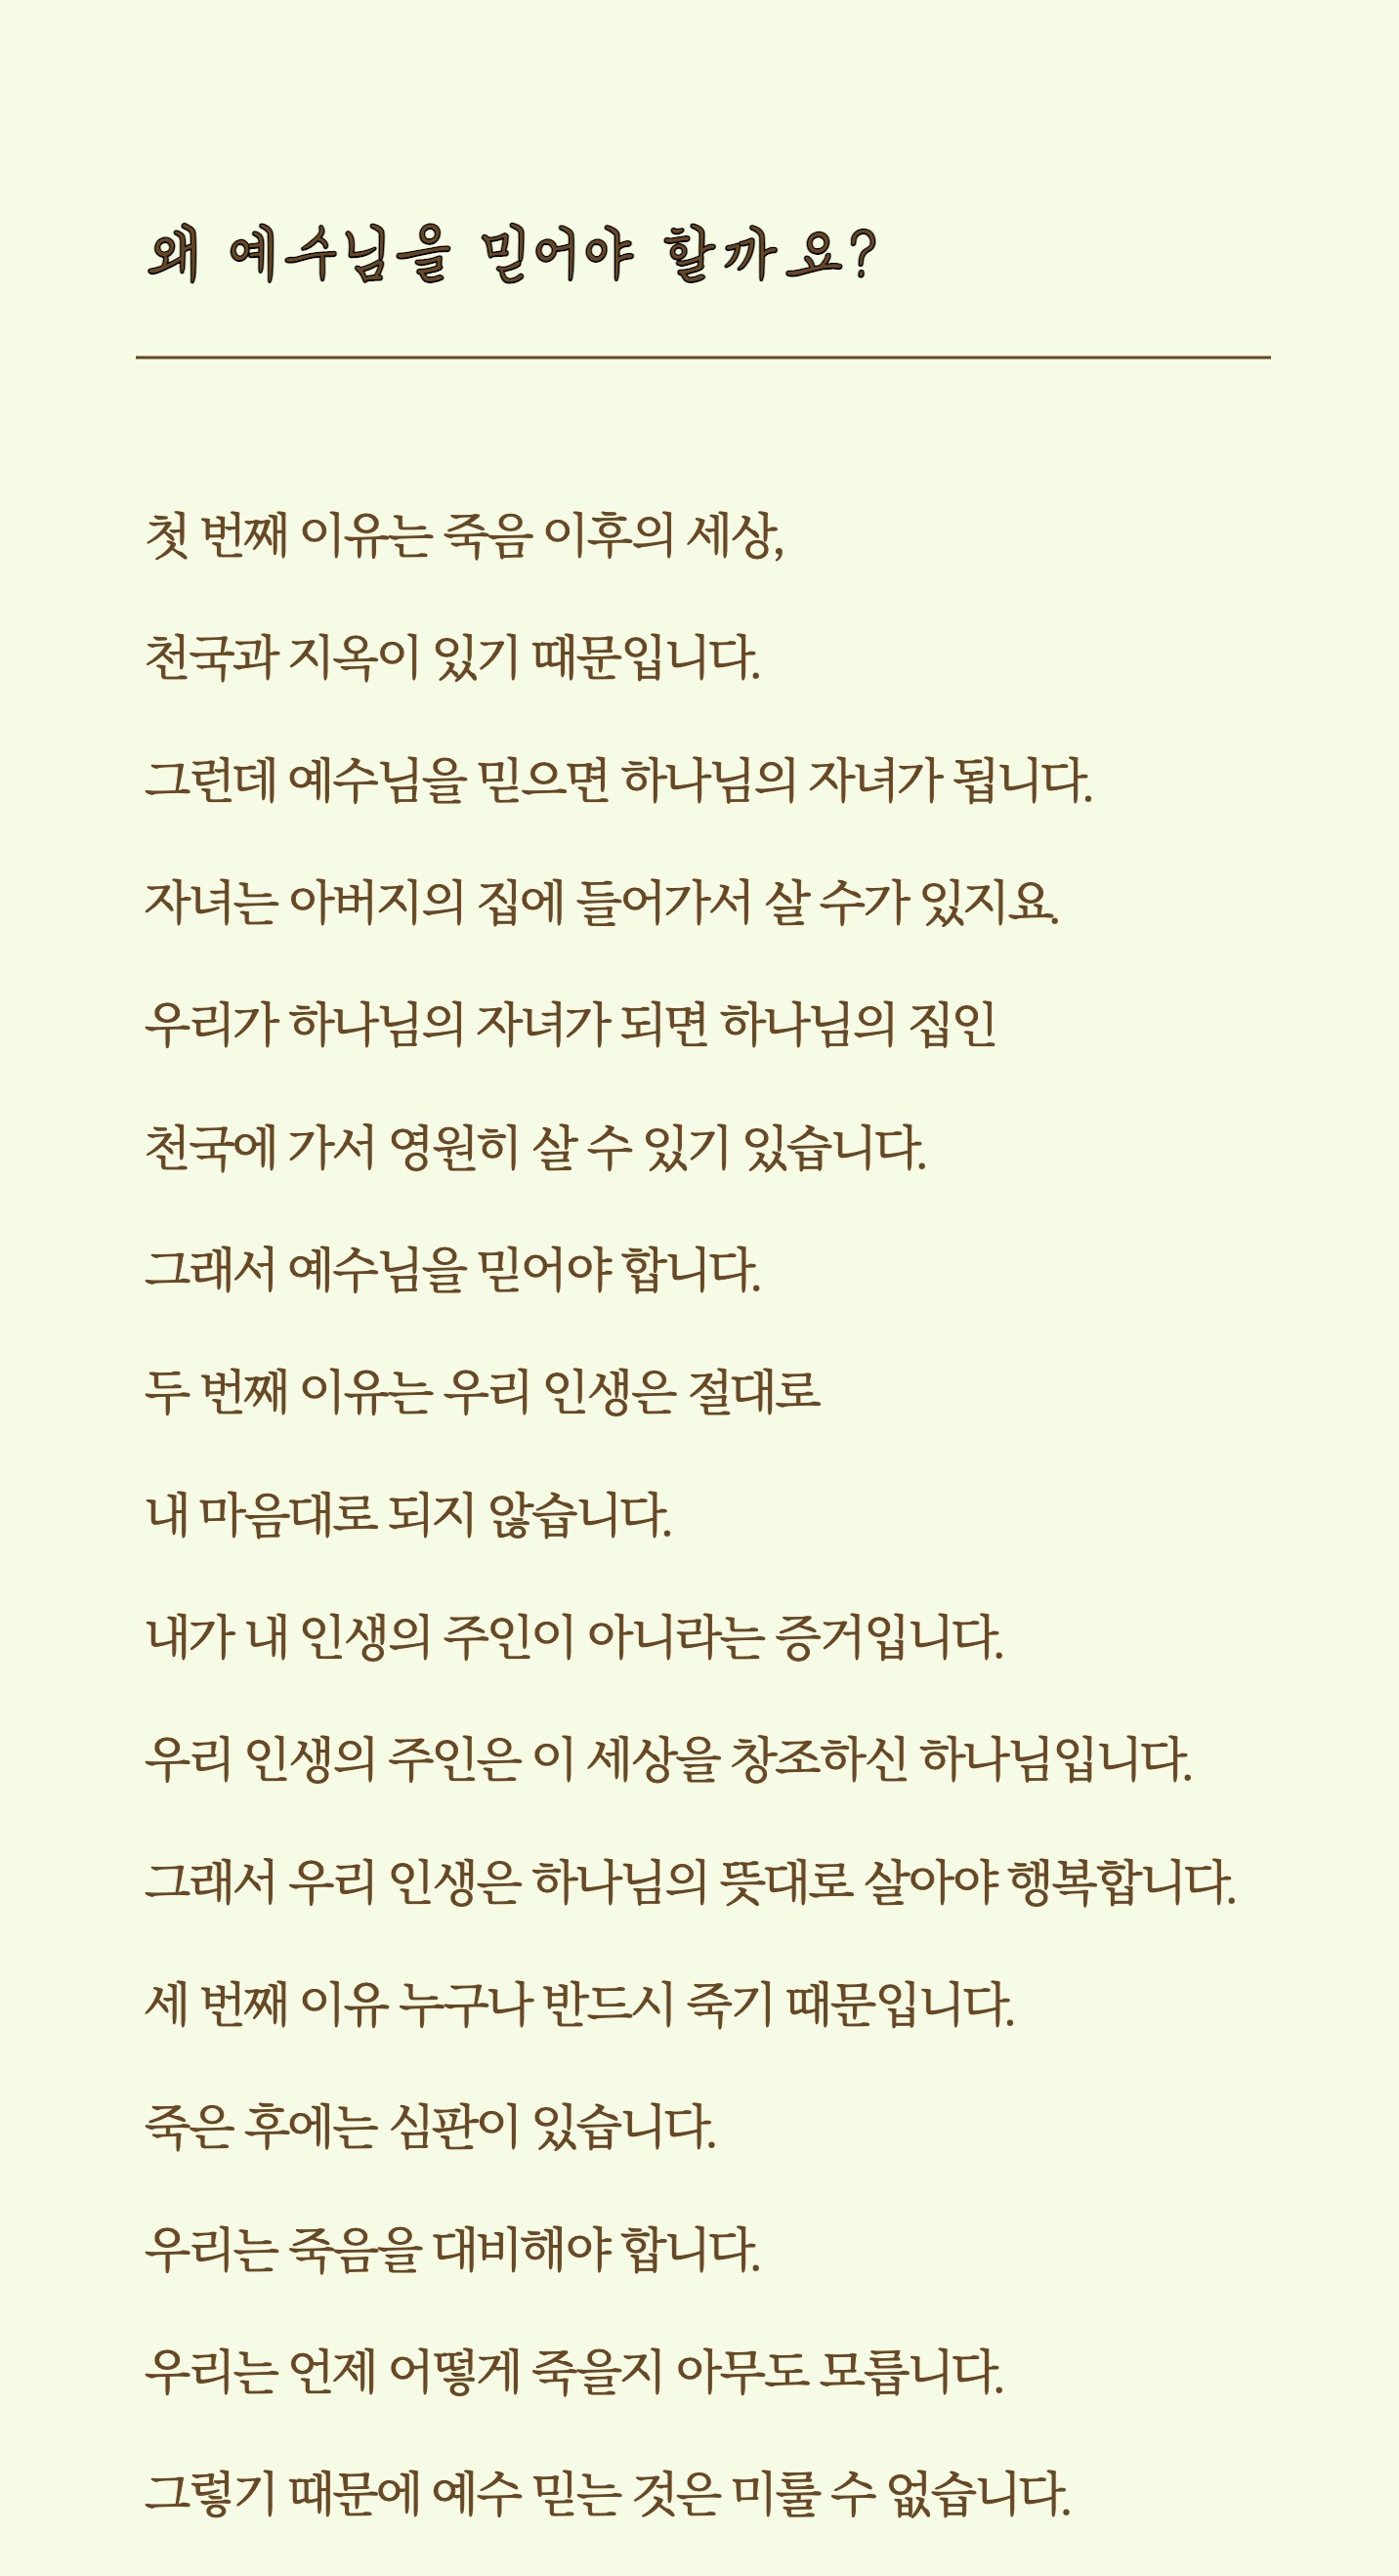 왜 예수님을 믿어야 할까요?
첫 번째 이유는 죽음 이후의 세상,
천국과 지옥이 있기 때문입니다.
그런데 예수님을 믿으면 하나님의 자녀가 됩니다.
자녀는 아버지의 집에 들어가서 살 수가 있지요.
우리가 하나님의 자녀가 되면 하나님의 집인
천국에 가서 영원히 살 수 있기 있습니다.
그래서 예수님을 믿어야 합니다.
두 번째 이유는 우리 인생은 절대로
내 마음대로 되지 않습니다.
내가 내 인생의 주인이 아니라는 증거입니다.
우리 인생의 주인은 이 세상을 창조하신 하나님입니다.
그래서 우리 인생은 하나님의 뜻대로 살아야 행복합니다.
세 번째 이유 누구나 반드시 죽기 때문입니다.
죽은 후에는 심판이 있습니다.
우리는 죽음을 대비해야 합니다.
우리는 언제 어떻게 죽을지 아무도 모릅니다.
그렇기 때문에 예수 믿는 것은 미룰 수 없습니다.